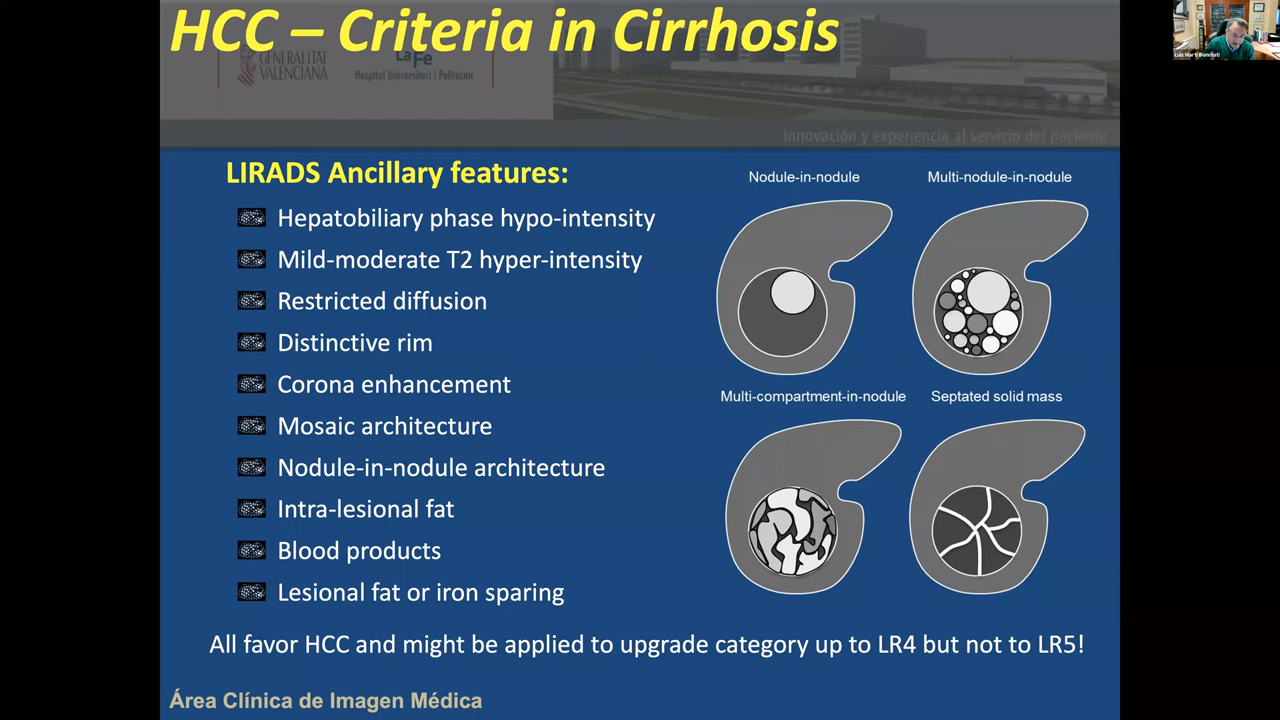 HCC – Criteria in Cirrhosis
GENERALITAT
VALENCIANA
La Fe
Hospital Universitari i Politècnic
Innovación y experiencia al servicio del paciente
Luis Martí Bonmatí
LIRADS Ancillary features:
Hepatobiliary phase hypo-intensity
Mild-moderate T2 hyper-intensity
Restricted diffusion
Distinctive rim
Corona enhancement
Mosaic architecture
Nodule-in-nodule architecture
Intra-lesional fat
Blood products
Lesional fat or iron sparing
Nodule-in-nodule
Multi-nodule-in-nodule
Multi-compartment-in-nodule
Septated solid mass
All favor HCC and might be applied to upgrade category up to LR4 but not to LR5!
Área Clínica de Imagen Médica